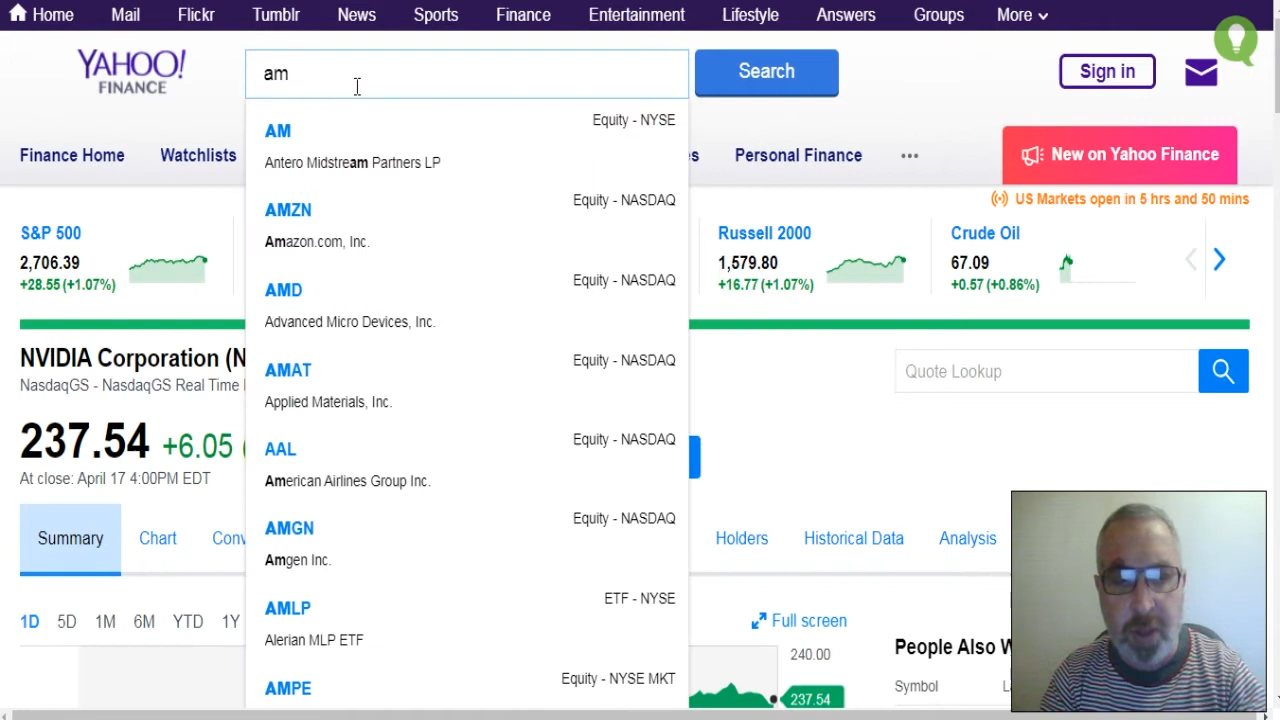 Home Mail Flickr Tumblr News Sports Finance Entertainment Lifestyle Answers Groups More
YAHOO!
FINANCE
am
Search
Sign in
Finance Home Watchlists
Personal Finance •••
New on Yahoo Finance
AM
Equity - NYSE
Antero Midstream Partners LP
AMZN
Equity - NASDAQ
Amazon.com, Inc.
AMD
Equity - NASDAQ
Advanced Micro Devices, Inc.
AMAT
Equity - NASDAQ
Applied Materials, Inc.
AAL
Equity - NASDAQ
American Airlines Group Inc.
AMGN
Equity - NASDAQ
Amgen Inc.
AMLP
ETF - NYSE
Alerian MLP ETF
AMPE
Equity - NYSE MKT
US Markets open in 5 hrs and 50 mins
S&P 500
2,706.39
+28.55 (+1.07%)
Russell 2000
1,579.80
+16.77 (+1.07%)
Crude Oil
67.09
+0.57 (+0.86%)
NVIDIA Corporation (N
NasdaqGS - NasdaqGS Real Time
Quote Lookup
237.54 +6.05 (
At close: April 17 4:00PM EDT
Summary Chart Conv
Holders Historical Data Analysis
1D 5D 1M 6M YTD 1Y
Full screen
240.00
237.54
People Also W
Symbol